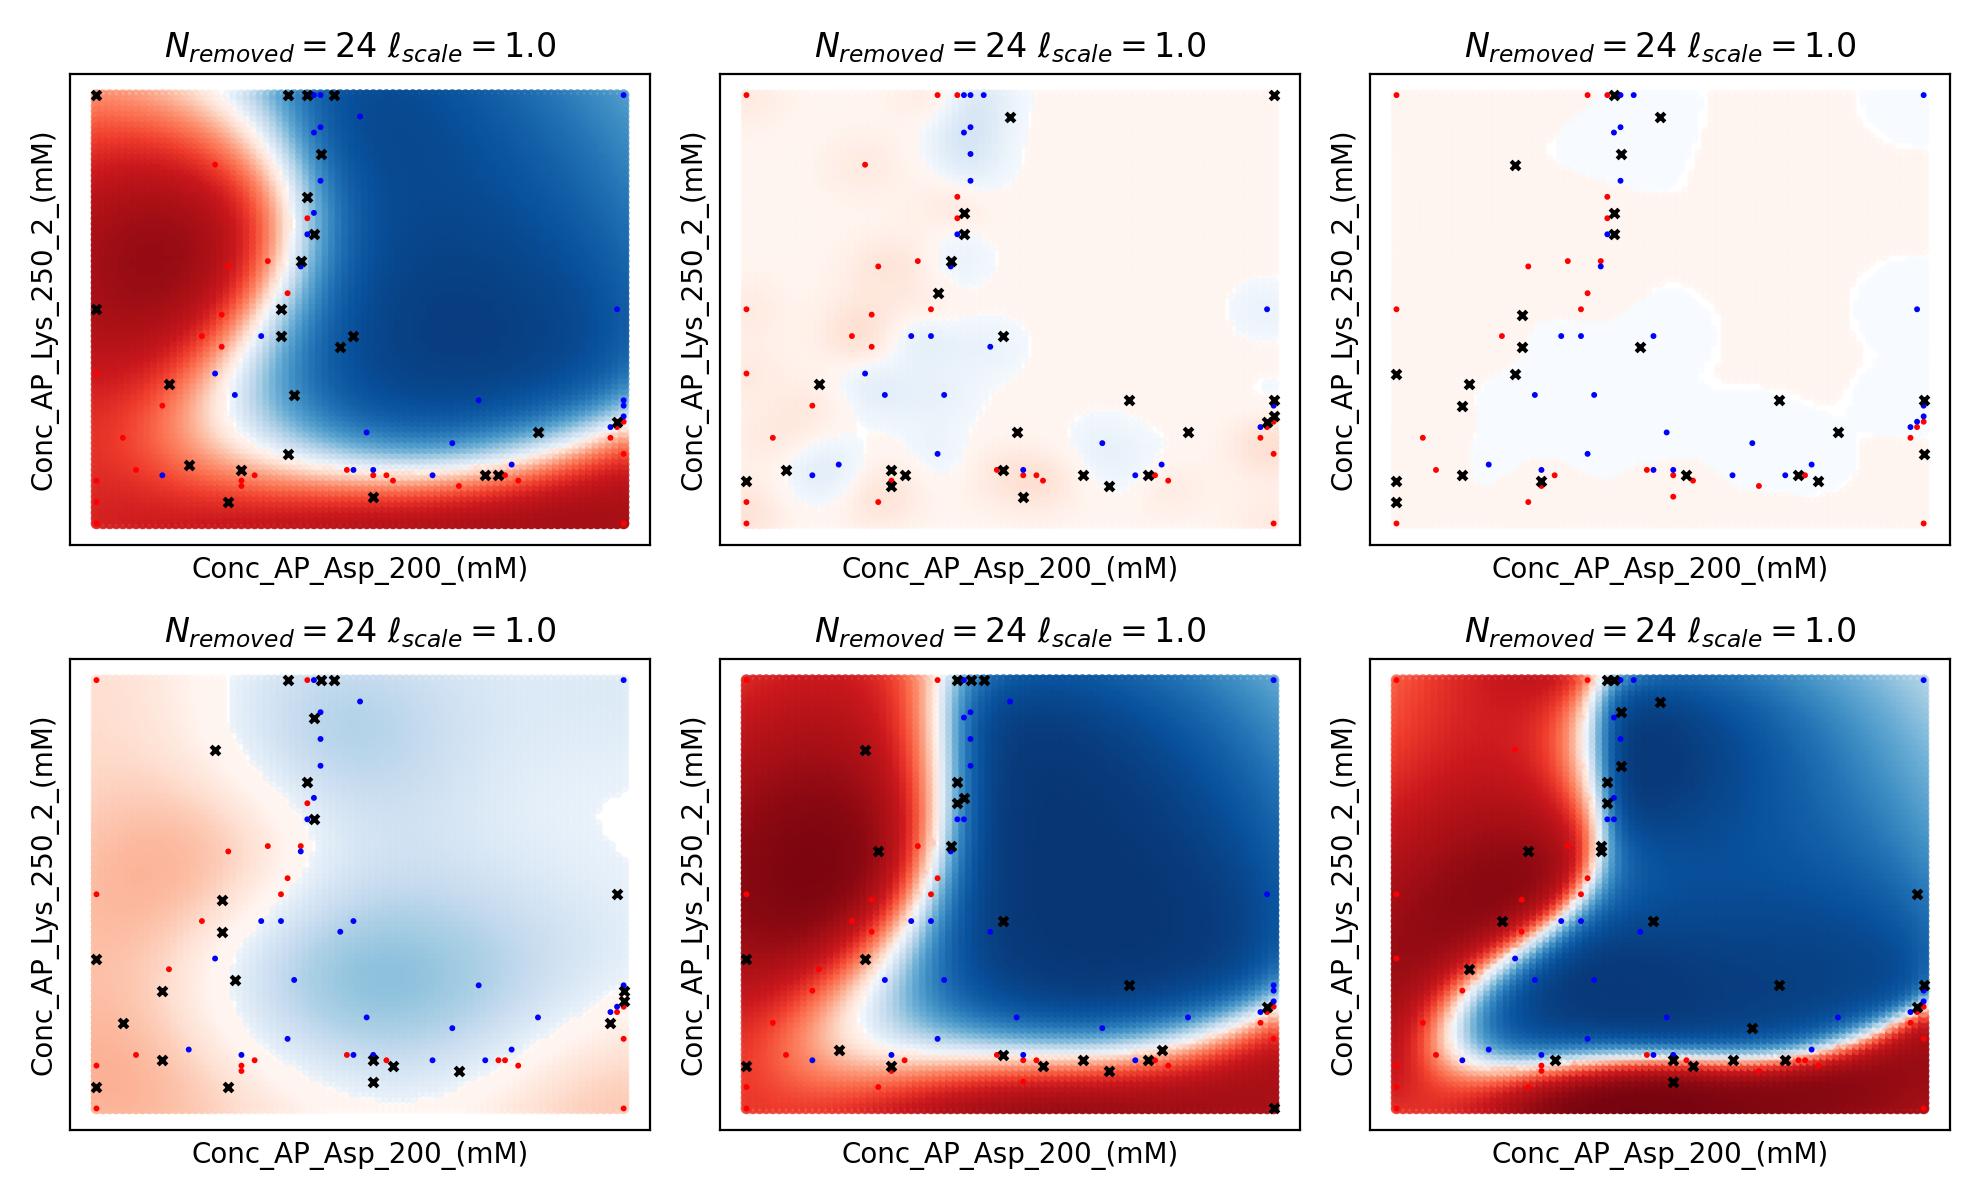 N_removed = 24 ℓ_scale = 1.0
N_removed = 24 ℓ_scale = 1.0
N_removed = 24 ℓ_scale = 1.0
Conc_AP_Lys_250_2_(mM)
Conc_AP_Lys_250_2_(mM)
Conc_AP_Lys_250_2_(mM)
Conc_AP_Asp_200_(mM)
Conc_AP_Asp_200_(mM)
Conc_AP_Asp_200_(mM)
N_removed = 24 ℓ_scale = 1.0
N_removed = 24 ℓ_scale = 1.0
N_removed = 24 ℓ_scale = 1.0
Conc_AP_Lys_250_2_(mM)
Conc_AP_Lys_250_2_(mM)
Conc_AP_Lys_250_2_(mM)
Conc_AP_Asp_200_(mM)
Conc_AP_Asp_200_(mM)
Conc_AP_Asp_200_(mM)